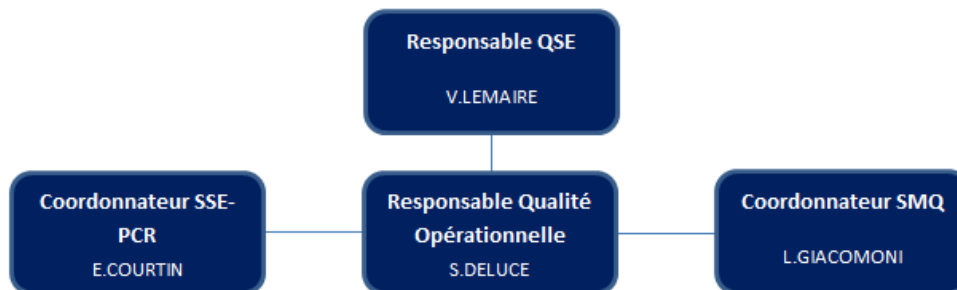 Responsable QSE
V.LEMAIRE
Coordonnateur SSE-
PCR
E.COURTIN
Responsable Qualité
Opérationnelle
S.DELUCE
Coordonnateur SMQ
L.GIACOMONI